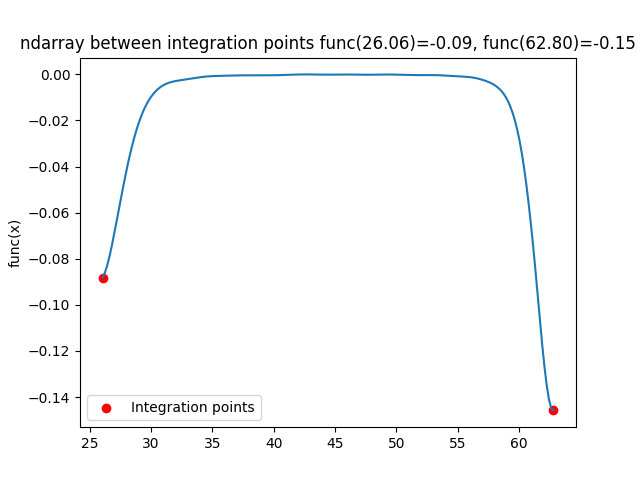 ndarray between integration points func(26.06)=-0.09, func(62.80)=-0.15
0.00
−0.02
−0.04
−0.06
−0.08
−0.10
−0.12
−0.14
func(x)
Integration points
25 30 35 40 45 50 55 60